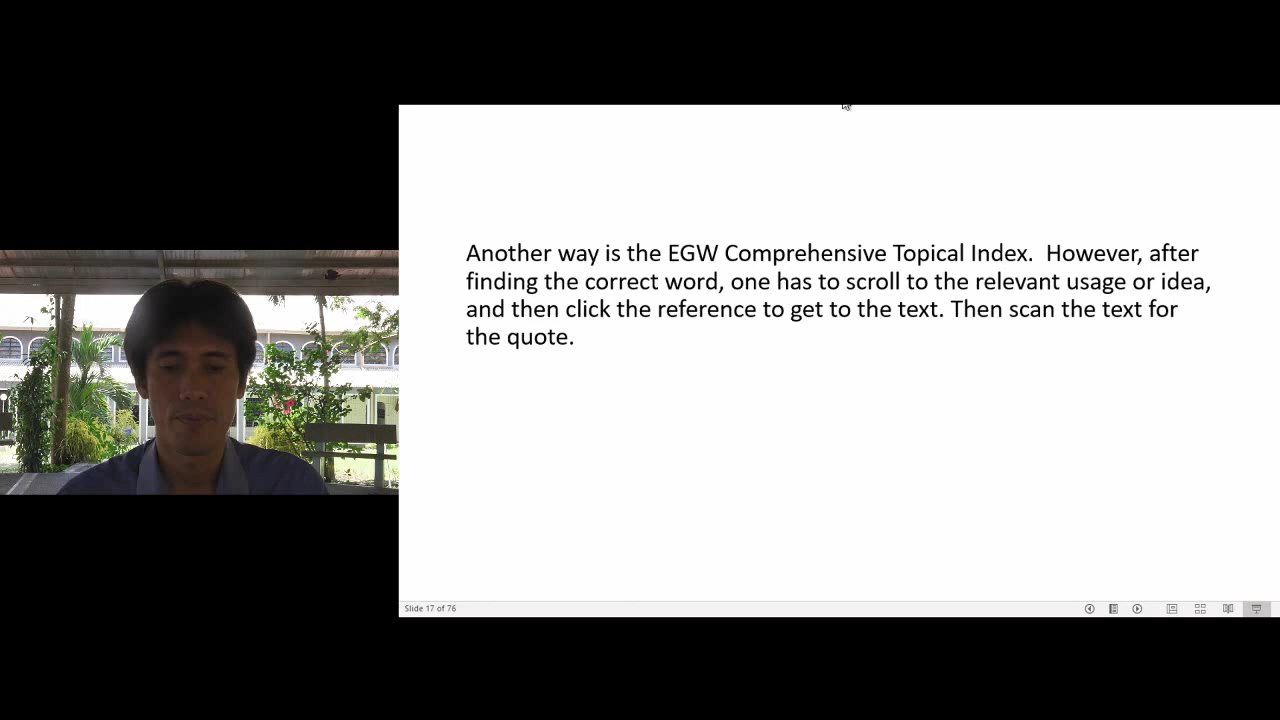 Another way is the EGW Comprehensive Topical Index.  However, after
finding the correct word, one has to scroll to the relevant usage or idea,
and then click the reference to get to the text. Then scan the text for
the quote.
Slide 17 of 76